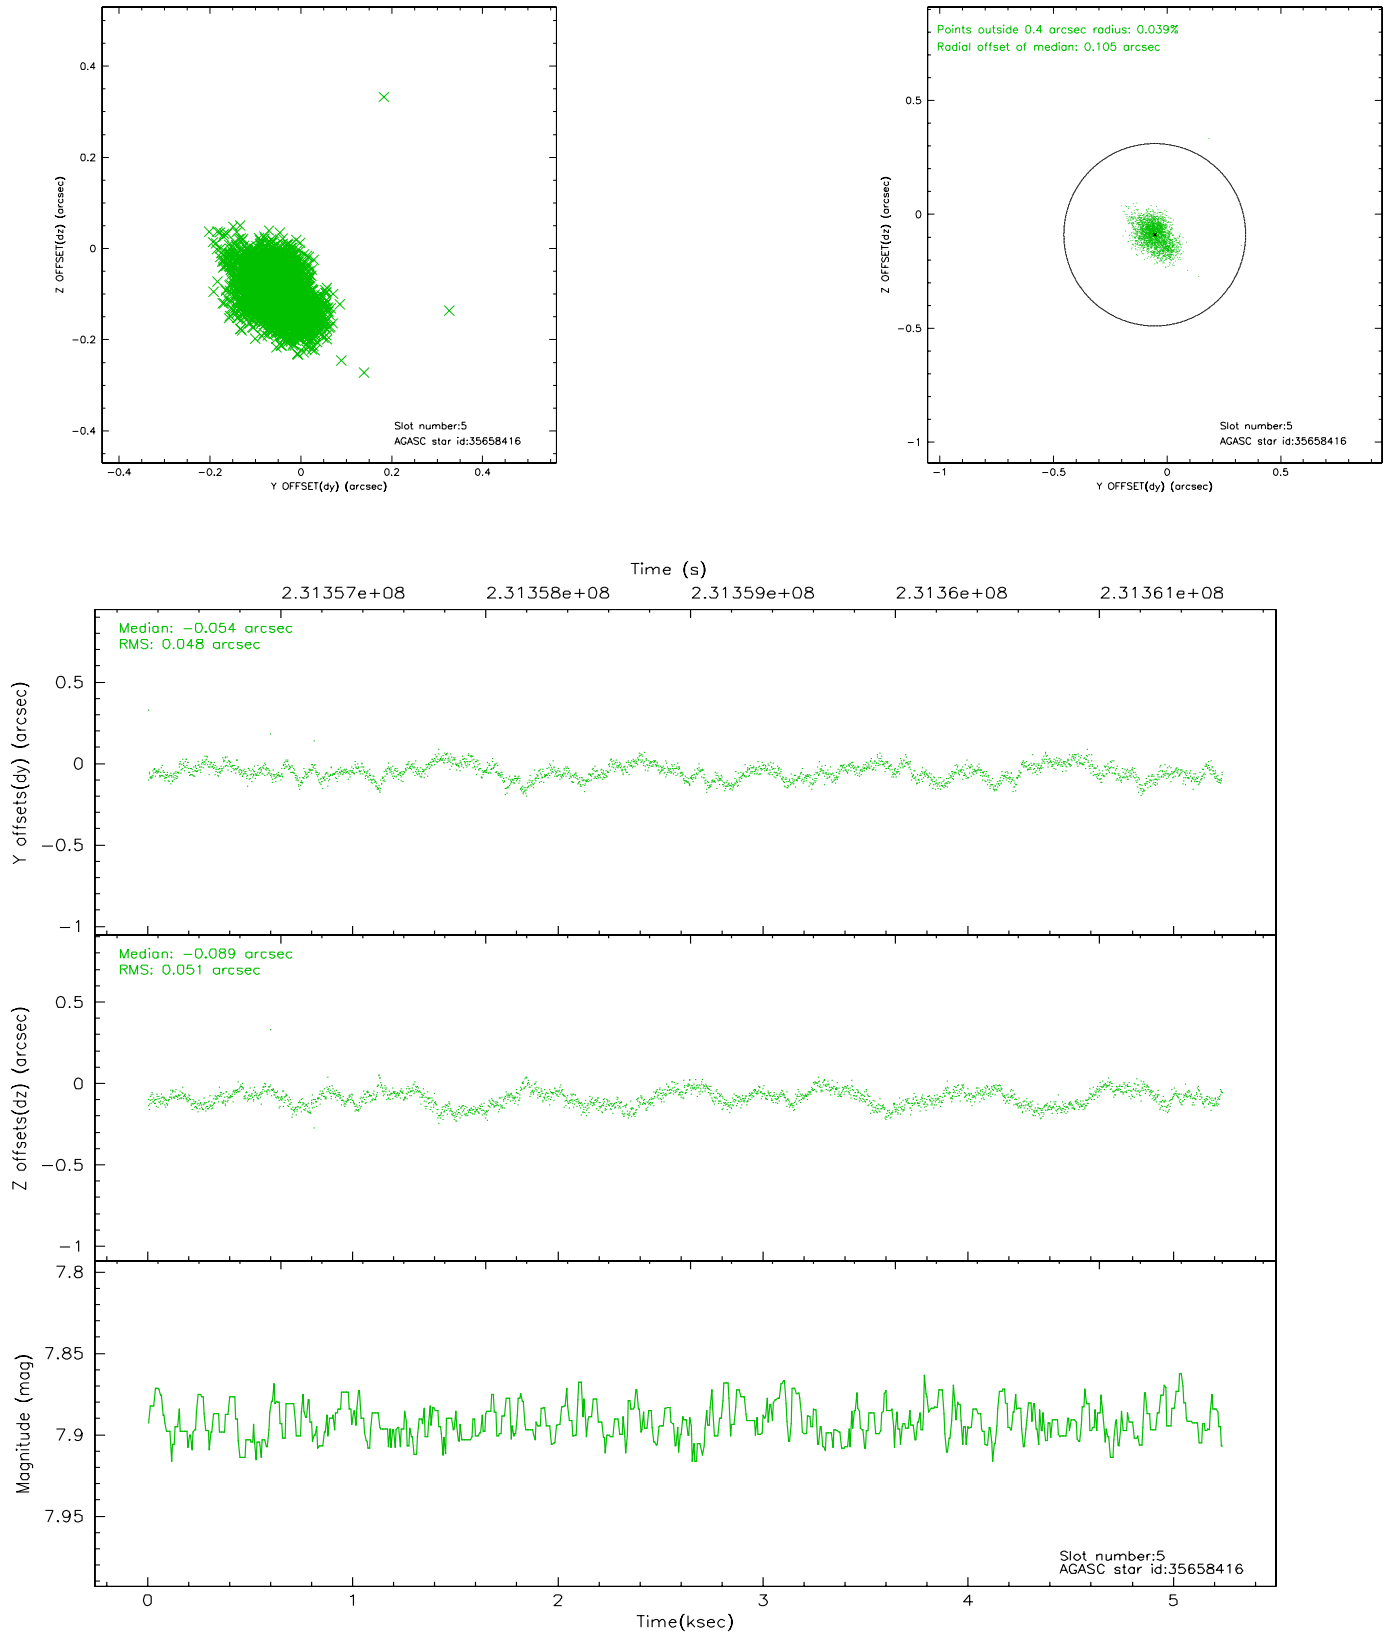 0.4
0.2
0
−0.2
−0.4
−0.4
−0.2
0
0.2
0.4
Z OFFSET(dz) (arcsec)
Y OFFSET(dy) (arcsec)
Slot number:5
AGASC star id:35658416
Points outside 0.4 arcsec radius: 0.039%
Radial offset of median: 0.105 arcsec
0.5
0
−0.5
−1
−1
−0.5
0
0.5
Z OFFSET(dz) (arcsec)
Y OFFSET(dy) (arcsec)
Slot number:5
AGASC star id:35658416
Time (s)
2.31357e+08
2.31358e+08
2.31359e+08
2.3136e+08
2.31361e+08
Median: −0.054 arcsec
RMS: 0.048 arcsec
0.5
0
−0.5
−1
Y offsets(dy) (arcsec)
Median: −0.089 arcsec
RMS: 0.051 arcsec
0.5
0
−0.5
−1
Z offsets(dz) (arcsec)
7.8
7.85
7.9
7.95
Magnitude (mag)
Slot number:5
AGASC star id:35658416
0
1
2
3
4
5
Time(ksec)